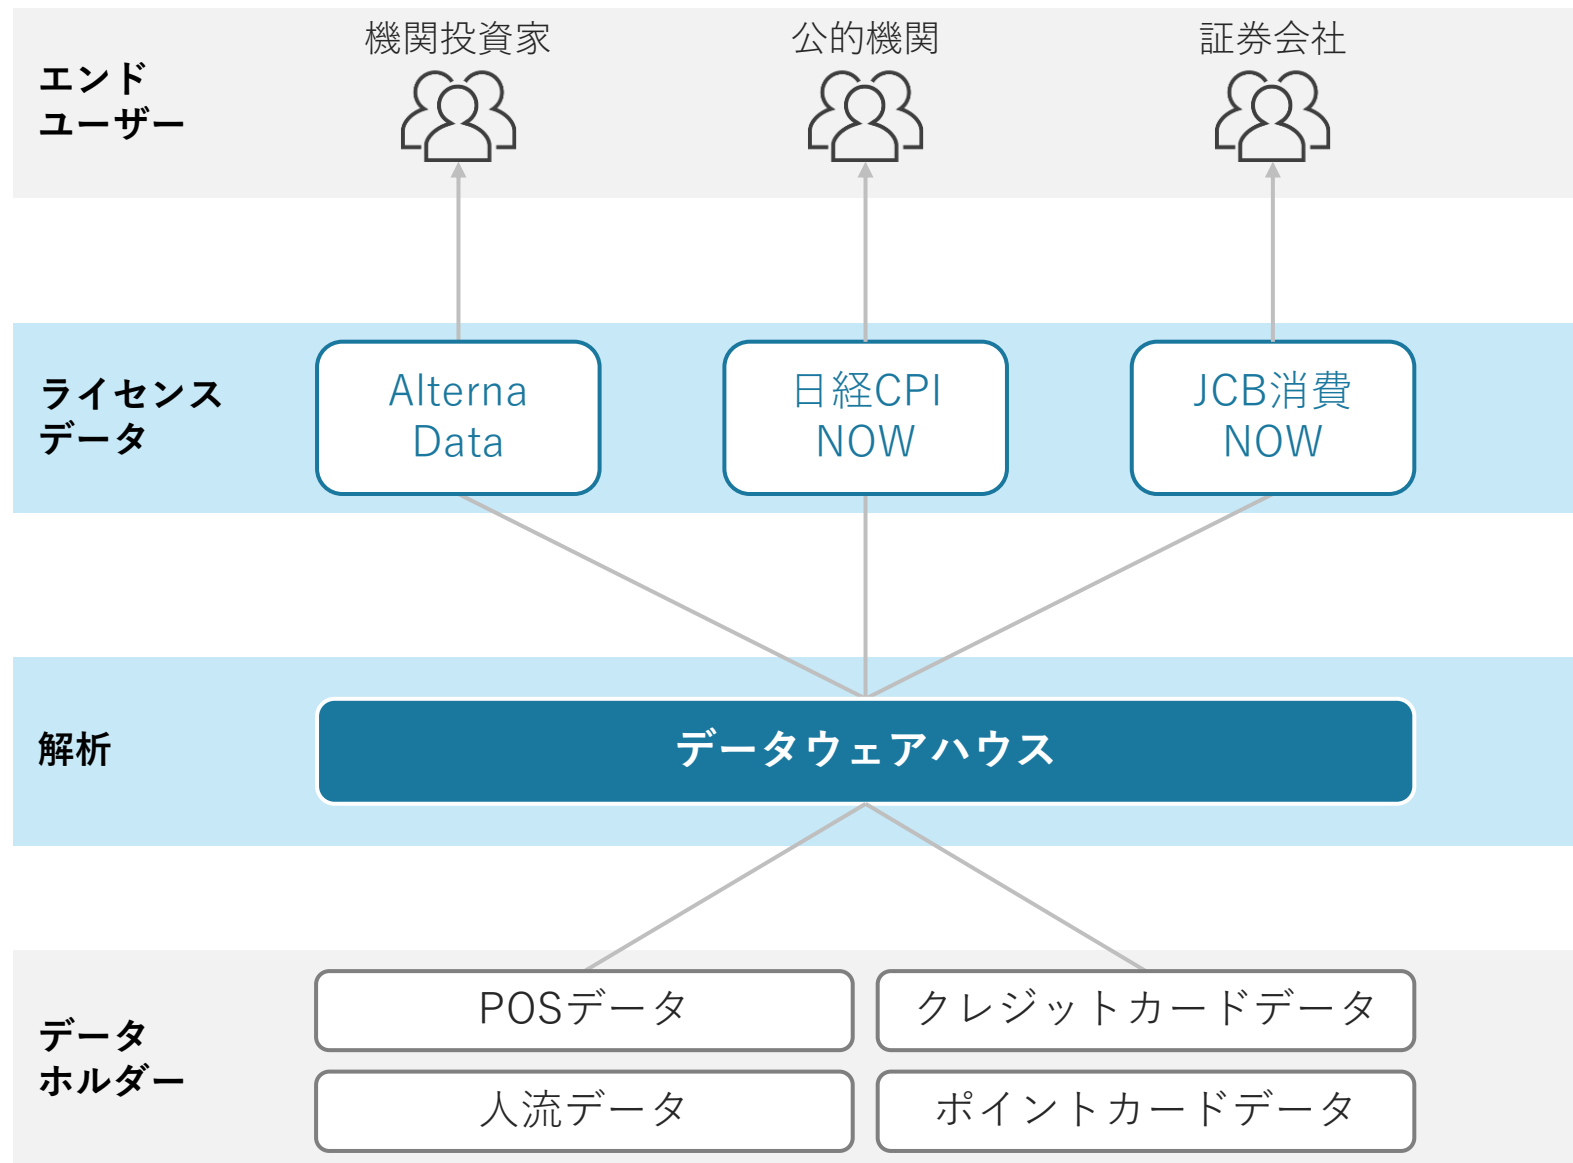 機関投資家
公的機関
証券会社
エンド
ユーザー
ライセンス
データ
Alterna
Data
日経CPI
NOW
JCB消費
NOW
解析
データウェアハウス
データ
ホルダー
POSデータ
クレジットカードデータ
人流データ
ポイントカードデータ